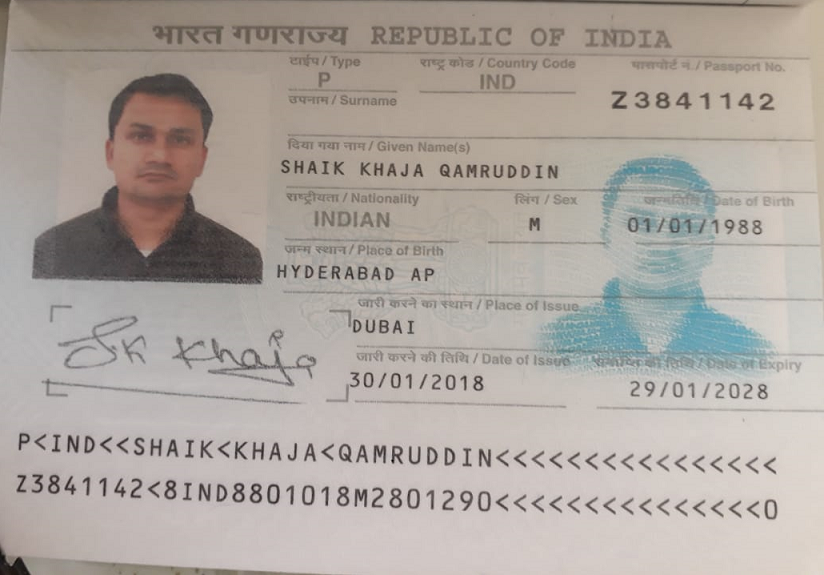 भारत गणराज्य REPUBLIC OF INDIA
टाईप / Type राष्ट्र कोड / Country Code पासपोर्ट नं. / Passport No.
P IND Z3841142
उपनाम / Surname
दिया गया नाम / Given Name(s)
SHAIK KHAJA QAMRUDDIN
राष्ट्रीयता / Nationality लिंग / Sex जन्मतिथि / Date of Birth
INDIAN M 01/01/1988
जन्म स्थान / Place of Birth
HYDERABAD AP
जारी करने का स्थान / Place of Issue
DUBAI
Sk Khaja
जारी करने की तिथि / Date of Issue समाप्ति की तिथि / Date of Expiry
30/01/2018 29/01/2028
P<IND<<SHAIK<KHAJA<QAMRUDDIN<<<<<<<<<<<<<<<<
Z3841142<8IND8801018M2801290<<<<<<<<<<<<<<<0